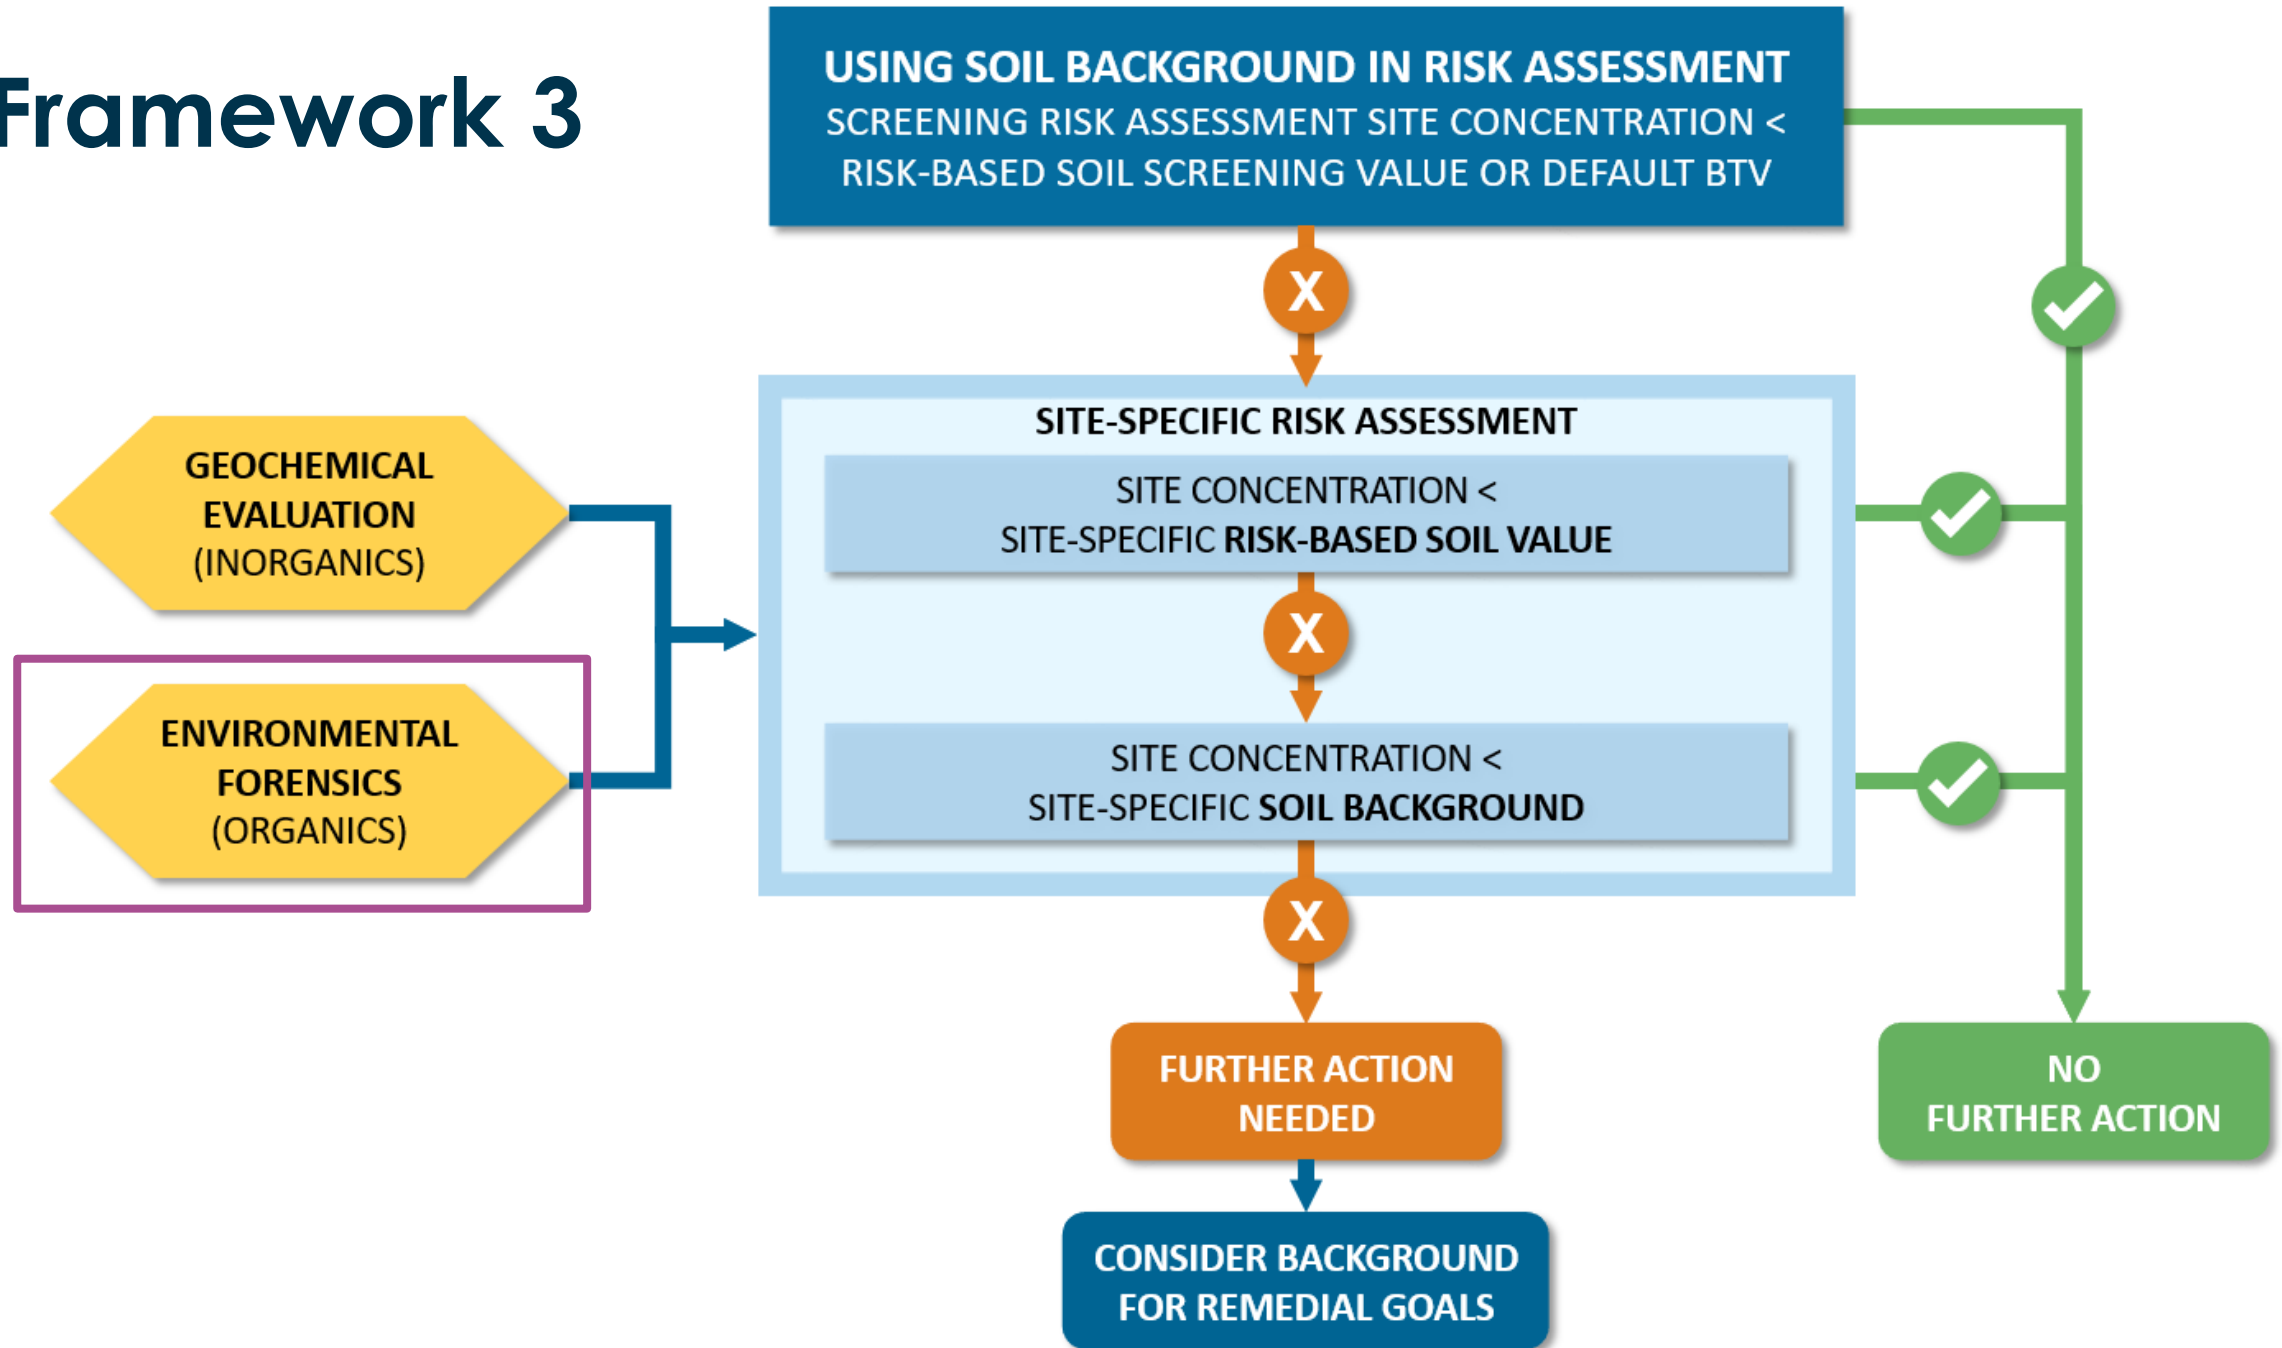 Framework 3
USING SOIL BACKGROUND IN RISK ASSESSMENT
SCREENING RISK ASSESSMENT SITE CONCENTRATION <
RISK-BASED SOIL SCREENING VALUE OR DEFAULT BTV
X
SITE-SPECIFIC RISK ASSESSMENT
SITE CONCENTRATION <
SITE-SPECIFIC RISK-BASED SOIL VALUE
X
SITE CONCENTRATION <
SITE-SPECIFIC SOIL BACKGROUND
X
GEOCHEMICAL
EVALUATION
(INORGANICS)
ENVIRONMENTAL
FORENSICS
(ORGANICS)
FURTHER ACTION
NEEDED
NO
FURTHER ACTION
CONSIDER BACKGROUND
FOR REMEDIAL GOALS